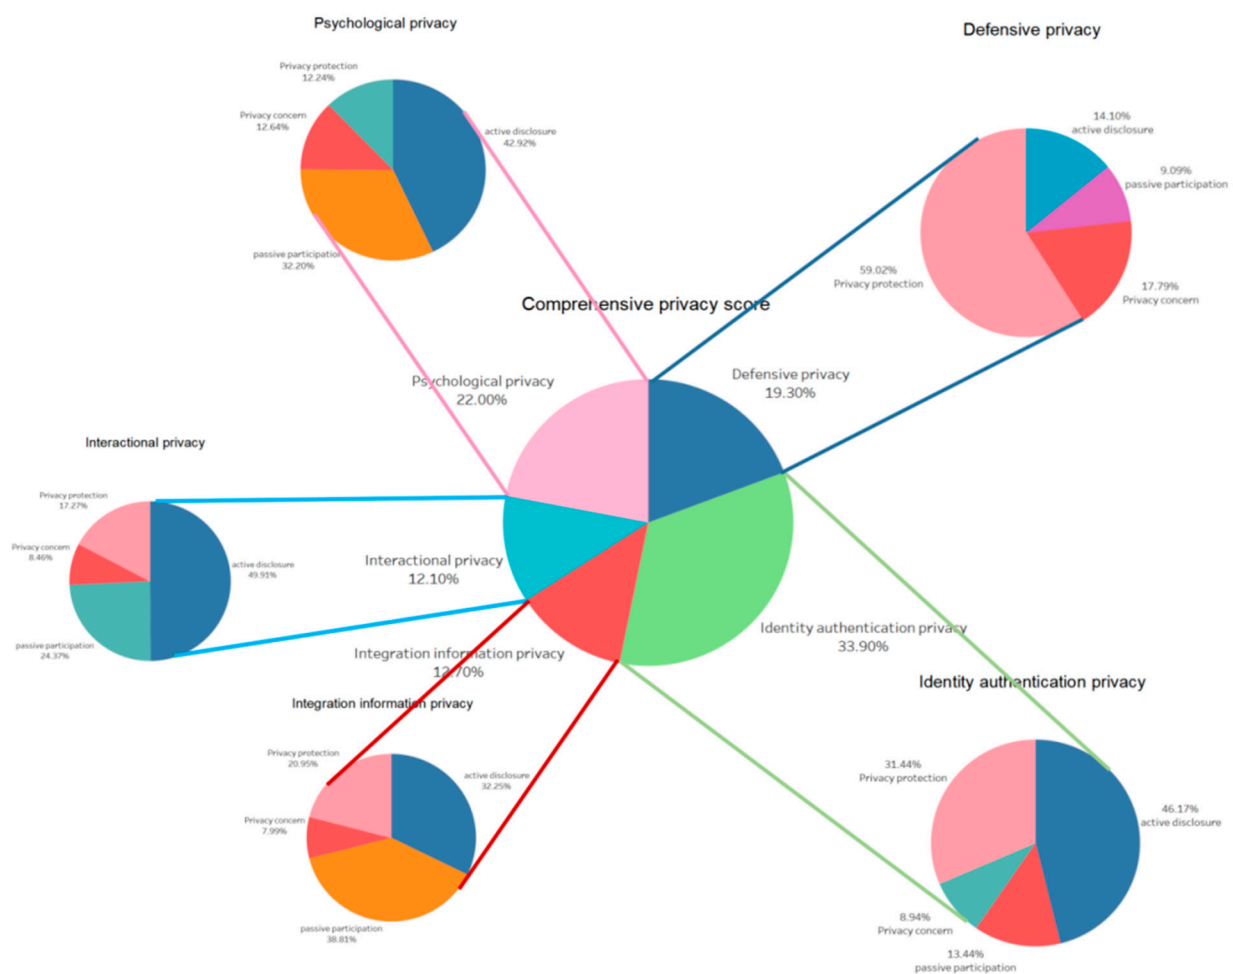 Psychological privacy
Privacy protection
12.24%
Privacy concern
12.64%
active disclosure
42.92%
passive participation
32.20%
Defensive privacy
14.10%
active disclosure
9.09%
passive participation
59.02%
Privacy protection
17.79%
Privacy concern
Comprehensive privacy score
Psychological privacy
22.00%
Defensive privacy
19.30%
Interactional privacy
12.10%
Identity authentication privacy
33.90%
Integration information privacy
12.70%
Interactional privacy
Privacy protection
17.27%
Privacy concern
8.46%
active disclosure
49.91%
passive participation
24.37%
Integration information privacy
Privacy protection
20.95%
active disclosure
32.25%
Privacy concern
7.99%
passive participation
38.81%
Identity authentication privacy
31.44%
Privacy protection
46.17%
active disclosure
8.94%
Privacy concern
13.44%
passive participation